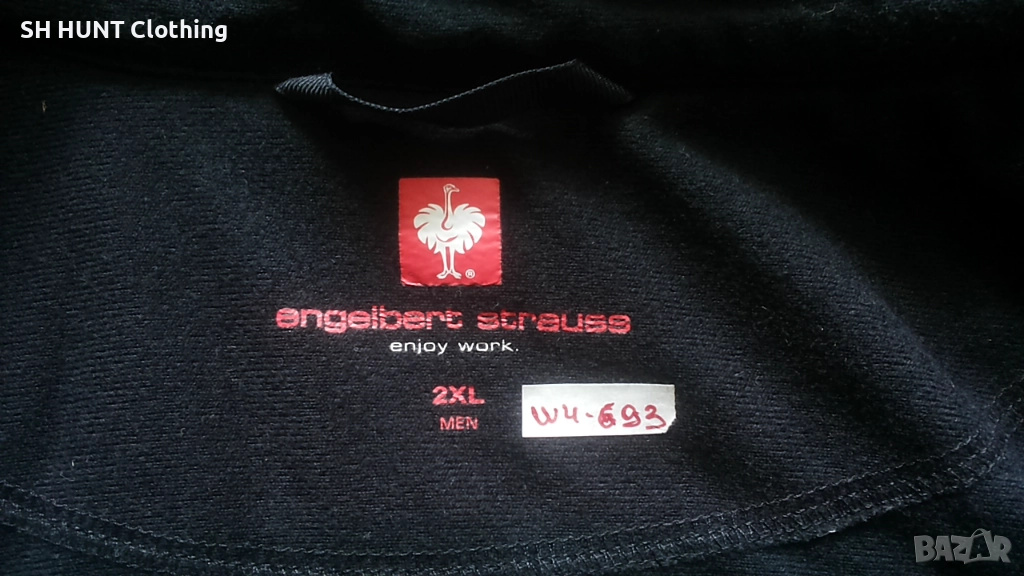 SH HUNT Clothing
®
engelbert strauss
enjoy work.
2XL
MEN
W4-693
BAZAR